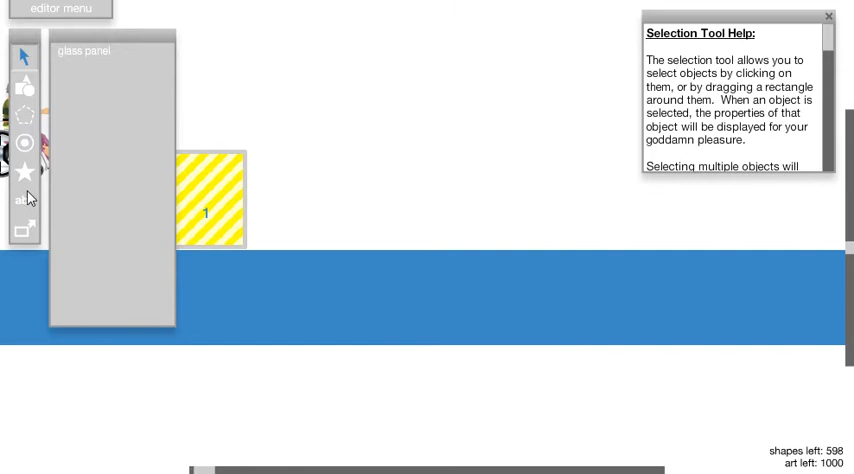 editor menu
glass panel
1
Selection Tool Help:
The selection tool allows you to
select objects by clicking on
them, or by dragging a rectangle
around them.  When an object is
selected, the properties of that
object will be displayed for your
goddamn pleasure.
Selecting multiple objects will
shapes left: 598
art left: 1000